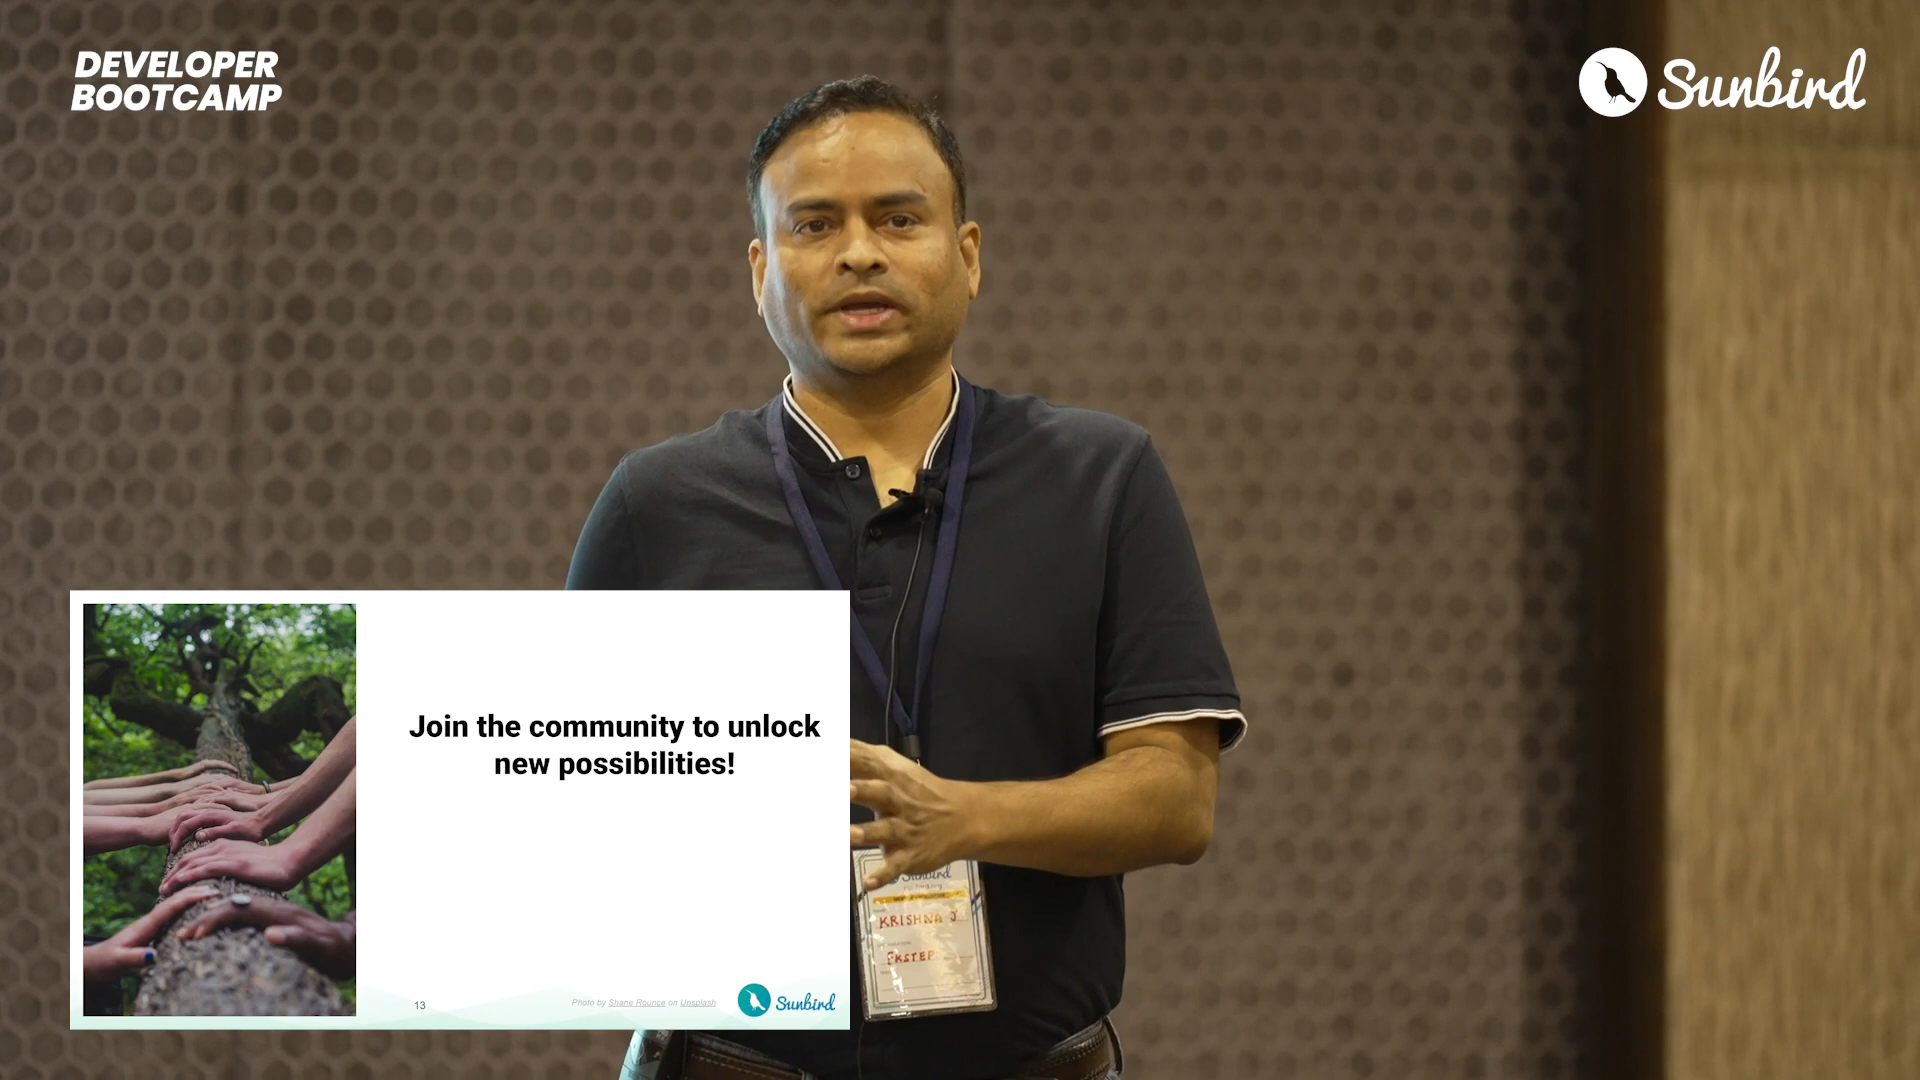 DEVELOPER
BOOTCAMP
Sunbird
Join the community to unlock
new possibilities!
13
Photo by Shane Rounce on Unsplash
Sunbird
Sunbird
KRISHNA J
EKSTEP